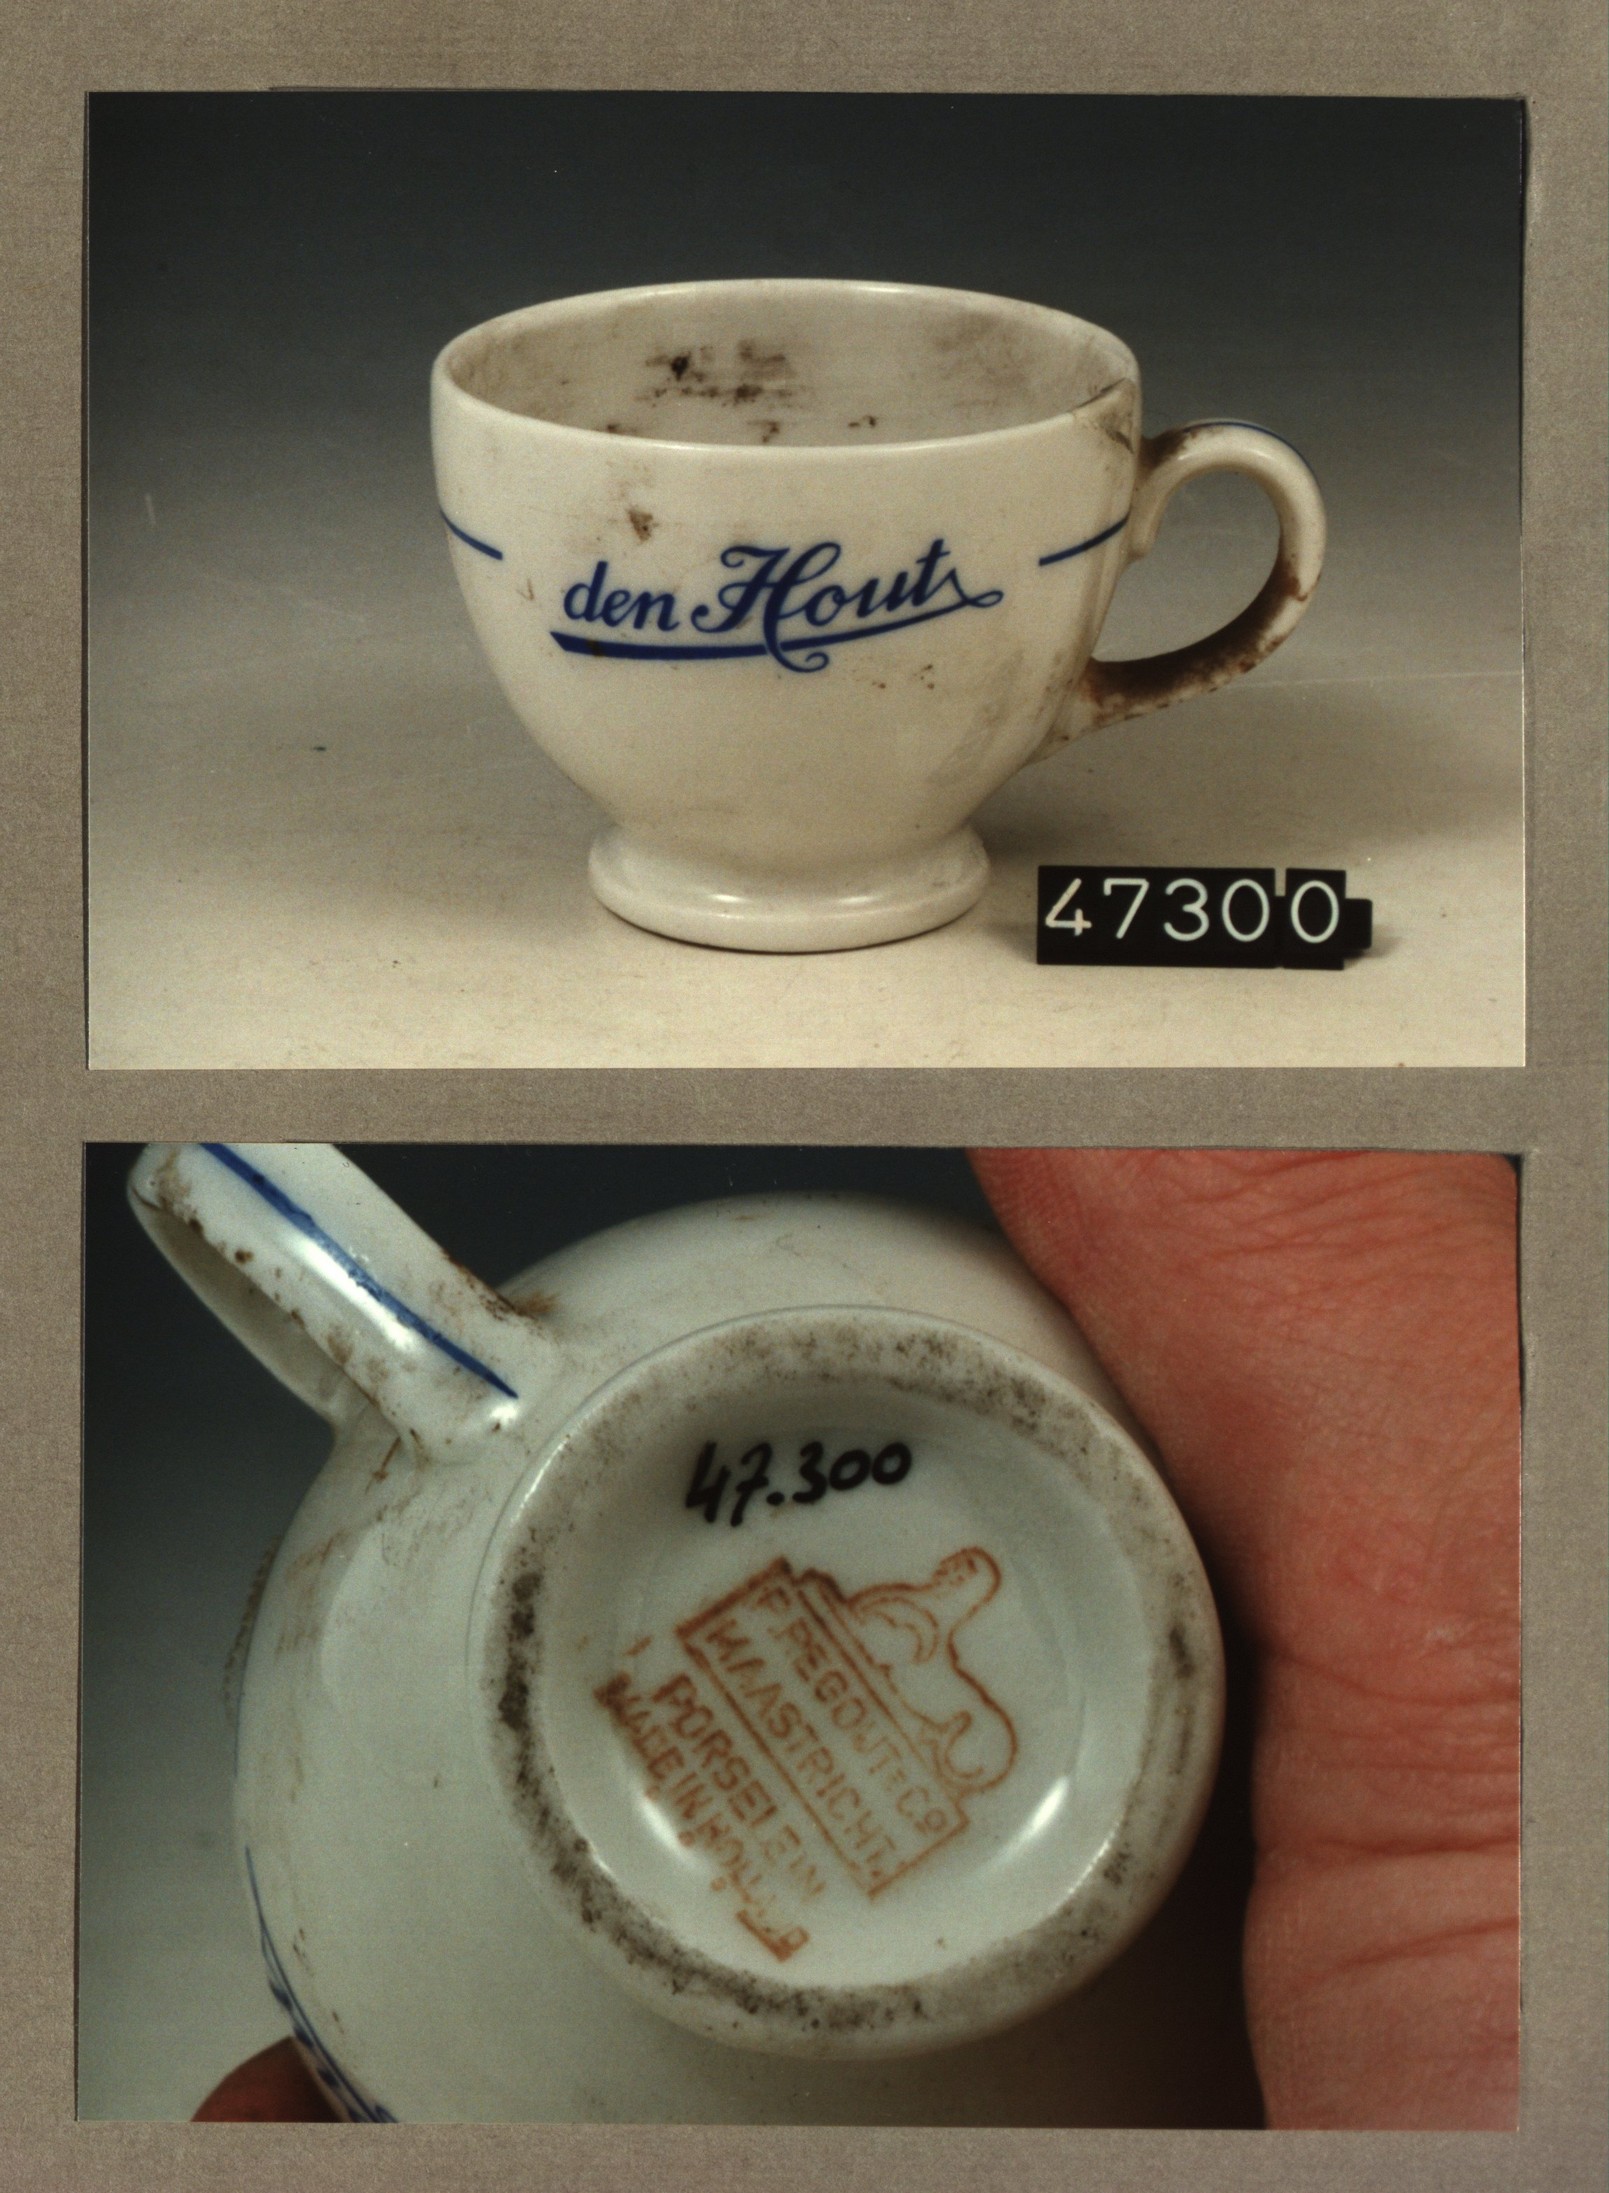 den Hout
47300
47.300
P. REGOUT & CO
MAASTRICHT.
PORSELEIN
MADE IN HOLLAND